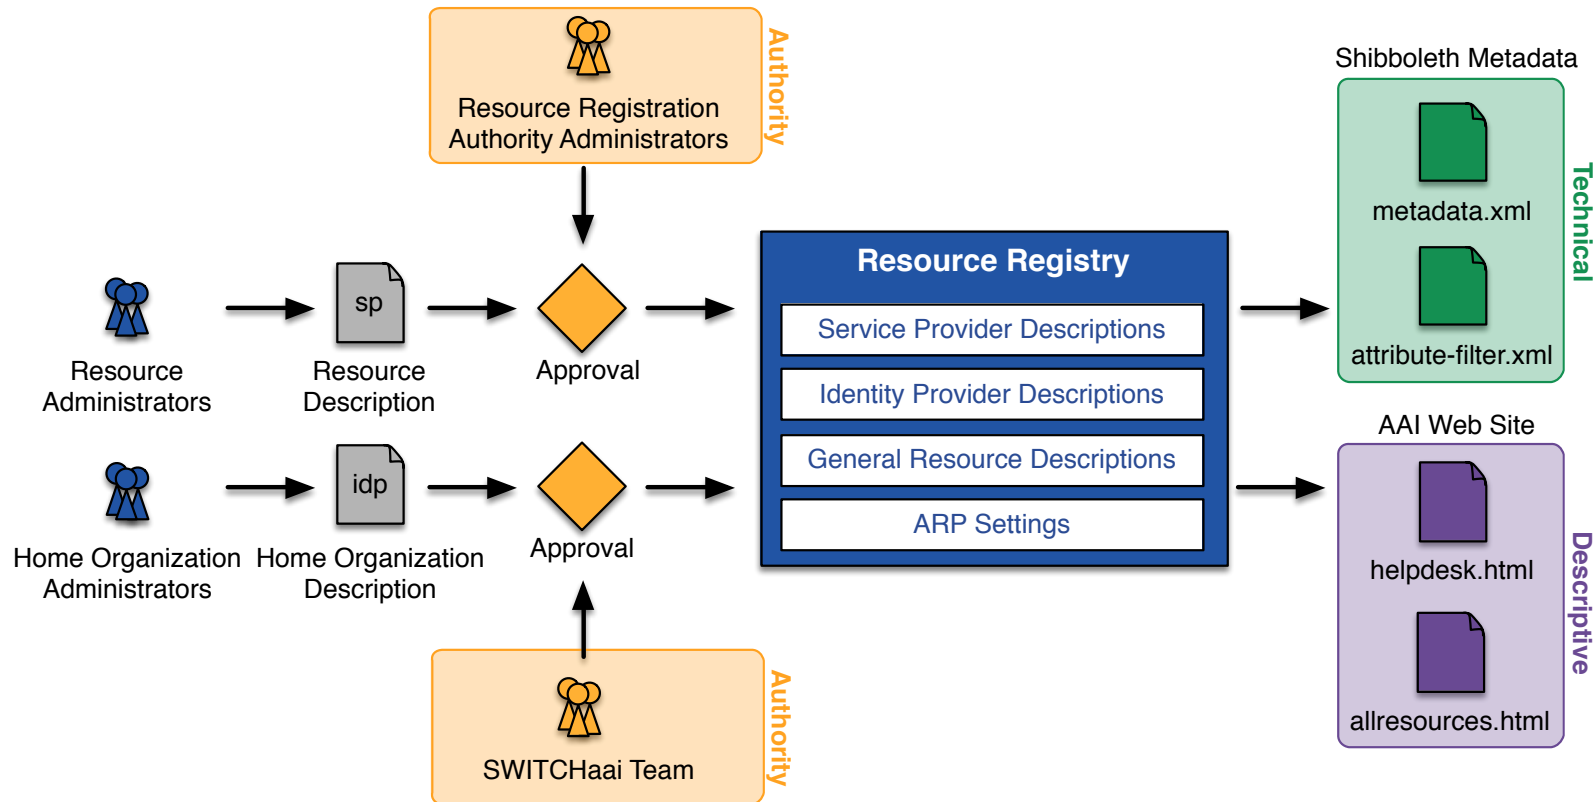 Resource Registration
Authority Administrators
Authority
sp
Resource
Administrators
Resource
Description
Approval
idp
Home Organization
Administrators
Home Organization
Description
Approval
SWITCHaai Team
Authority
Resource Registry
Service Provider Descriptions
Identity Provider Descriptions
General Resource Descriptions
ARP Settings
Shibboleth Metadata
metadata.xml
attribute-filter.xml
Technical
AAI Web Site
helpdesk.html
allresources.html
Descriptive